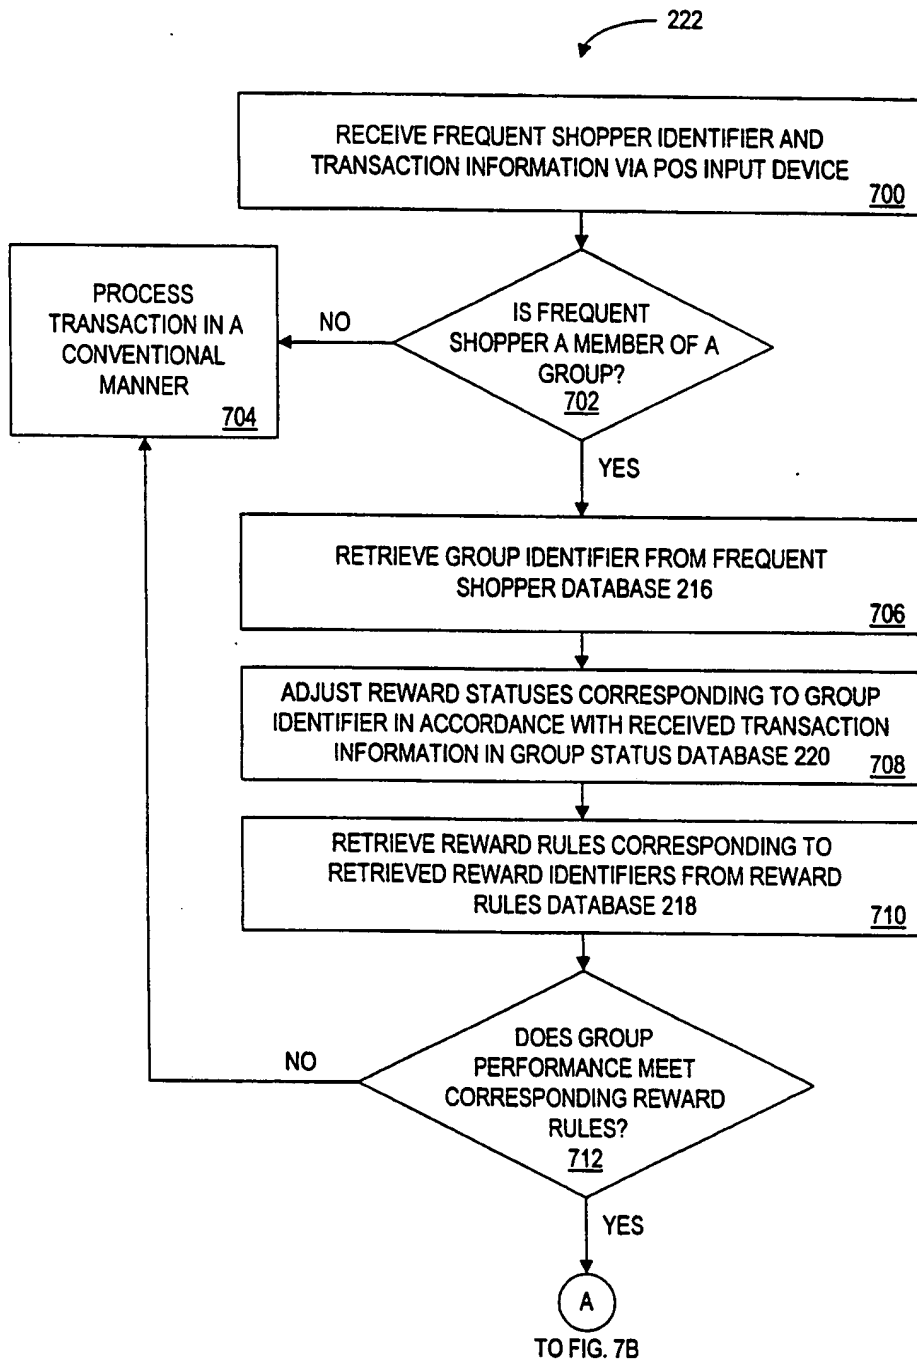 222
RECEIVE FREQUENT SHOPPER IDENTIFIER AND
TRANSACTION INFORMATION VIA POS INPUT DEVICE
700
PROCESS
TRANSACTION IN A
CONVENTIONAL
MANNER
704
NO
IS FREQUENT
SHOPPER A MEMBER OF A
GROUP?
702
YES
RETRIEVE GROUP IDENTIFIER FROM FREQUENT
SHOPPER DATABASE 216
706
ADJUST REWARD STATUSES CORRESPONDING TO GROUP
IDENTIFIER IN ACCORDANCE WITH RECEIVED TRANSACTION
INFORMATION IN GROUP STATUS DATABASE 220
708
RETRIEVE REWARD RULES CORRESPONDING TO
RETRIEVED REWARD IDENTIFIERS FROM REWARD
RULES DATABASE 218
710
NO
DOES GROUP
PERFORMANCE MEET
CORRESPONDING REWARD
RULES?
712
YES
A
TO FIG. 7B